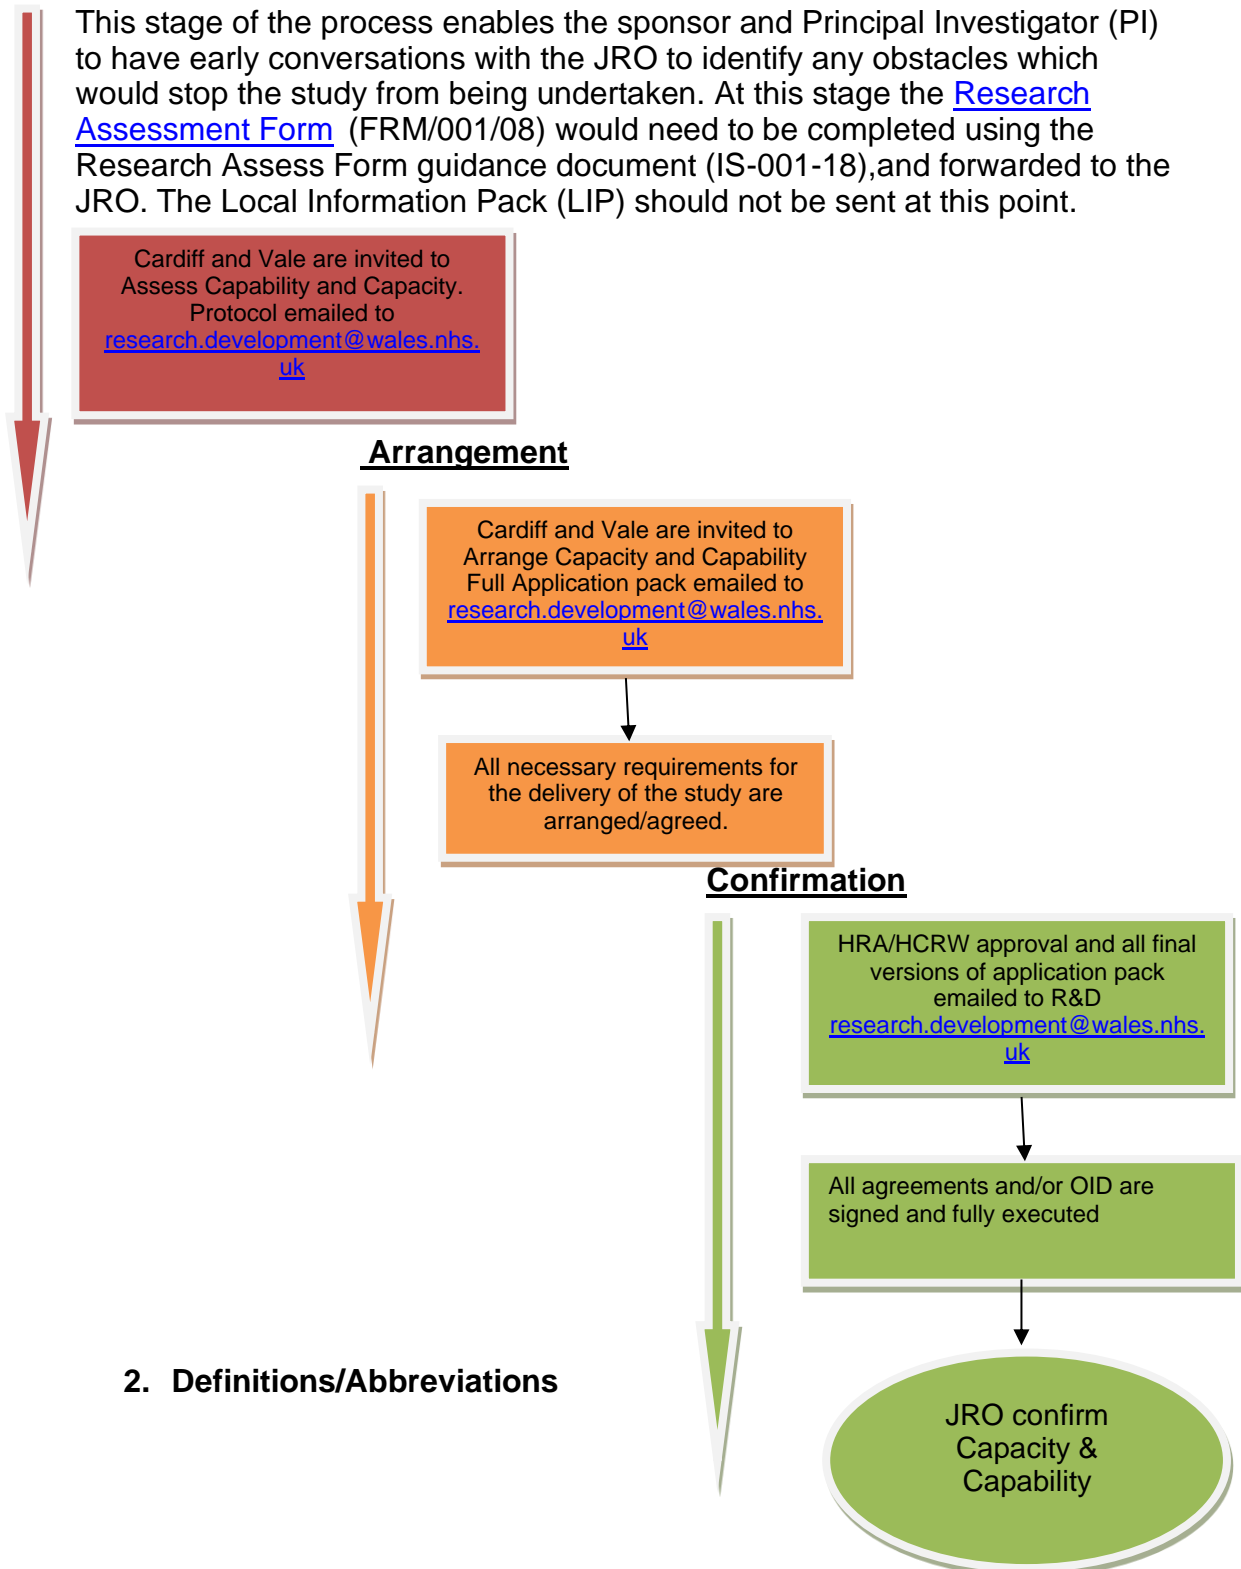 This stage of the process enables the sponsor and Principal Investigator (PI)
to have early conversations with the JRO to identify any obstacles which
would stop the study from being undertaken. At this stage the Research
Assessment Form (FRM/001/08) would need to be completed using the
Research Assess Form guidance document (IS-001-18),and forwarded to the
JRO. The Local Information Pack (LIP) should not be sent at this point.
Cardiff and Vale are invited to
Assess Capability and Capacity.
Protocol emailed to
research.development@wales.nhs.
uk
Arrangement
Cardiff and Vale are invited to
Arrange Capacity and Capability
Full Application pack emailed to
research.development@wales.nhs.
uk
All necessary requirements for
the delivery of the study are
arranged/agreed.
Confirmation
HRA/HCRW approval and all final
versions of application pack
emailed to R&D
research.development@wales.nhs.
uk
All agreements and/or OID are
signed and fully executed
JRO confirm
Capacity &
Capability
2. Definitions/Abbreviations